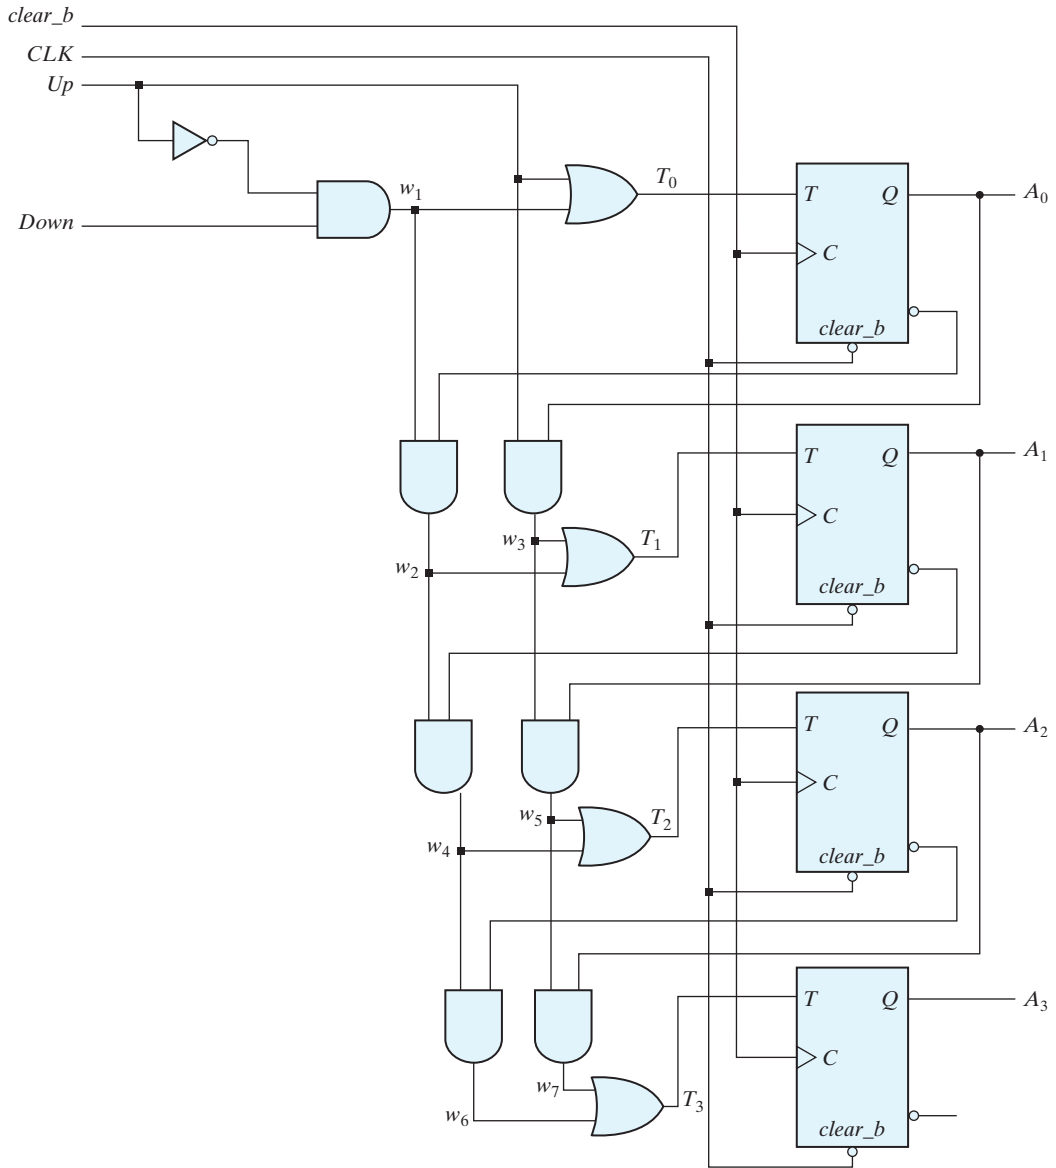 clear_b
CLK
Up
Down
w₁
T₀
T
Q
A₀
C
clear_b
T
Q
A₁
w₃
T₁
C
w₂
clear_b
T
Q
A₂
C
w₅
T₂
w₄
clear_b
T
Q
A₃
C
w₇
T₃
w₆
clear_b